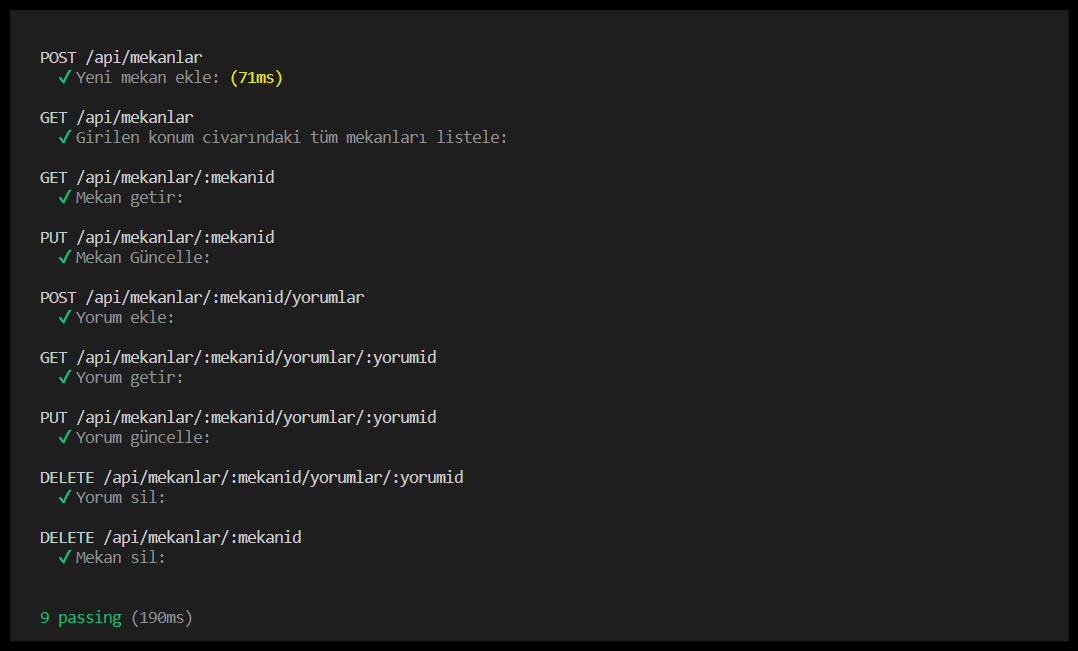 POST /api/mekanlar
✓ Yeni mekan ekle: (71ms)
GET /api/mekanlar
✓ Girilen konum civarındaki tüm mekanları listele:
GET /api/mekanlar/:mekanid
✓ Mekan getir:
PUT /api/mekanlar/:mekanid
✓ Mekan Güncelle:
POST /api/mekanlar/:mekanid/yorumlar
✓ Yorum ekle:
GET /api/mekanlar/:mekanid/yorumlar/:yorumid
✓ Yorum getir:
PUT /api/mekanlar/:mekanid/yorumlar/:yorumid
✓ Yorum güncelle:
DELETE /api/mekanlar/:mekanid/yorumlar/:yorumid
✓ Yorum sil:
DELETE /api/mekanlar/:mekanid
✓ Mekan sil:
9 passing (190ms)